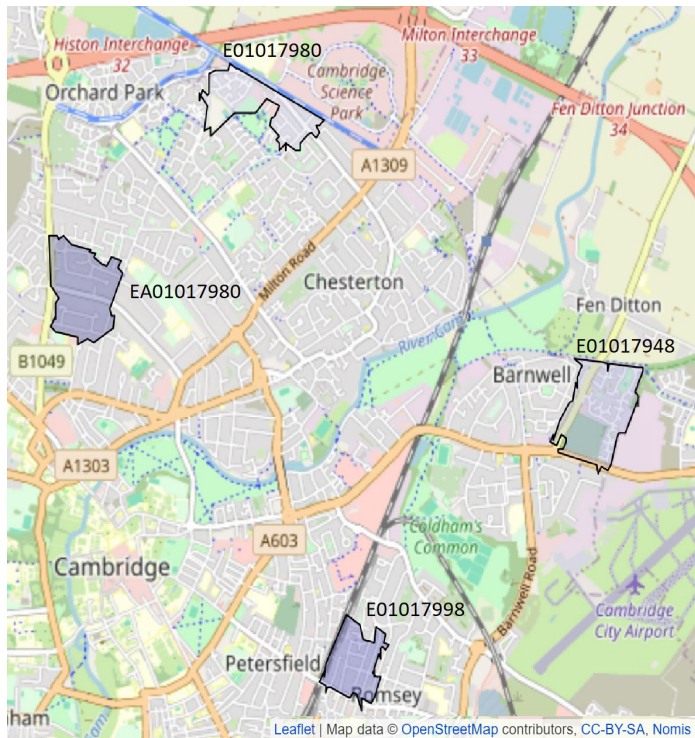 E01017980
Histon Interchange
32
Milton Interchange
33
Orchard Park
Cambridge
Science
Park
Fen Ditton Junction
34
A1309
Milton Road
EA01017980
Chesterton
Fen Ditton
River Cam
E01017948
B1049
Barnwell
A1303
A603
Coldham's
Common
Cambridge
Barnwell Road
E01017998
Cambridge
City Airport
Petersfield
Romsey
ham
am
Leaflet | Map data © OpenStreetMap contributors, CC-BY-SA, Nomis